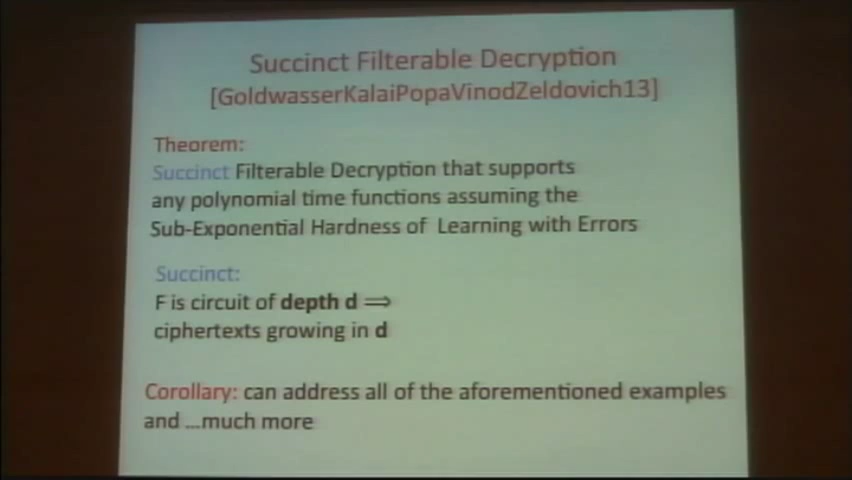 Succinct Filterable Decryption
[GoldwasserKalaiPopaVinodZeldovich13]
Theorem:
Succinct Filterable Decryption that supports
any polynomial time functions assuming the
Sub-Exponential Hardness of Learning with Errors
Succinct:
F is circuit of depth d ⟹
ciphertexts growing in d
Corollary: can address all of the aforementioned examples
and ...much more